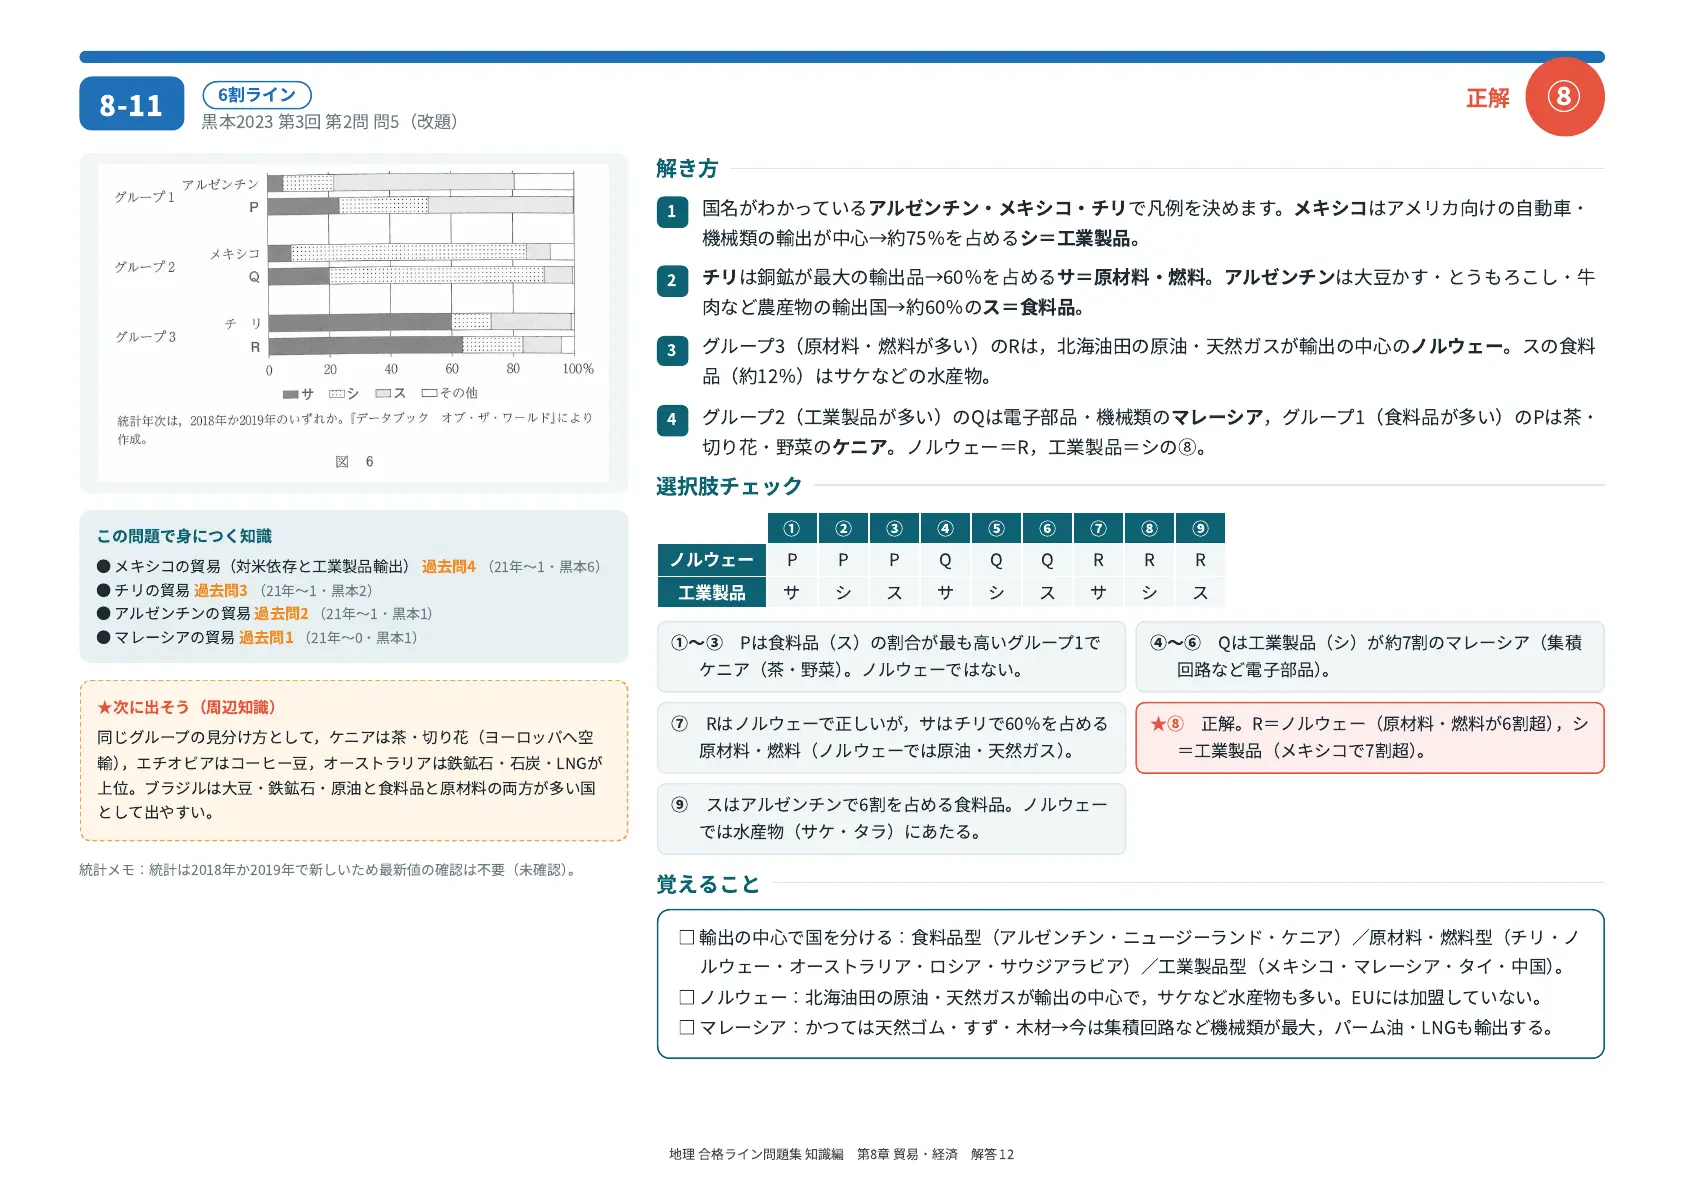 8-11
6割ライン
黒本2023 第3回 第2問 問5（改題）
正解 ⑧
グループ1
アルゼンチン
P
グループ2
メキシコ
Q
グループ3
チ リ
R
0 20 40 60 80 100%
サ シ ス その他
統計年次は，2018年か2019年のいずれか。『データブック オブ・ザ・ワールド』により
作成。
図 6
この問題で身につく知識
● メキシコの貿易（対米依存と工業製品輸出） 過去問4 （21年〜1・黒本6）
● チリの貿易 過去問3 （21年〜1・黒本2）
● アルゼンチンの貿易 過去問2 （21年〜1・黒本1）
● マレーシアの貿易 過去問1 （21年〜0・黒本1）
★次に出そう（周辺知識）
同じグループの見分け方として，ケニアは茶・切り花（ヨーロッパへ空
輸），エチオピアはコーヒー豆，オーストラリアは鉄鉱石・石炭・LNGが
上位。ブラジルは大豆・鉄鉱石・原油と食料品と原材料の両方が多い国
として出やすい。
統計メモ：統計は2018年か2019年で新しいため最新値の確認は不要（未確認）。
解き方
1 国名がわかっているアルゼンチン・メキシコ・チリで凡例を決めます。メキシコはアメリカ向けの自動車・
機械類の輸出が中心→約75％を占めるシ＝工業製品。
2 チリは銅鉱が最大の輸出品→60％を占めるサ＝原材料・燃料。アルゼンチンは大豆かす・とうもろこし・牛
肉など農産物の輸出国→約60％のス＝食料品。
3 グループ3（原材料・燃料が多い）のRは，北海油田の原油・天然ガスが輸出の中心のノルウェー。スの食料
品（約12％）はサケなどの水産物。
4 グループ2（工業製品が多い）のQは電子部品・機械類のマレーシア，グループ1（食料品が多い）のPは茶・
切り花・野菜のケニア。ノルウェー＝R，工業製品＝シの⑧。
選択肢チェック
① ② ③ ④ ⑤ ⑥ ⑦ ⑧ ⑨
ノルウェー P P P Q Q Q R R R
工業製品 サ シ ス サ シ ス サ シ ス
①〜③ Pは食料品（ス）の割合が最も高いグループ1で
ケニア（茶・野菜）。ノルウェーではない。
④〜⑥ Qは工業製品（シ）が約7割のマレーシア（集積
回路など電子部品）。
⑦ Rはノルウェーで正しいが，サはチリで60％を占める
原材料・燃料（ノルウェーでは原油・天然ガス）。
★⑧ 正解。R＝ノルウェー（原材料・燃料が6割超），シ
＝工業製品（メキシコで7割超）。
⑨ スはアルゼンチンで6割を占める食料品。ノルウェー
では水産物（サケ・タラ）にあたる。
覚えること
□ 輸出の中心で国を分ける：食料品型（アルゼンチン・ニュージーランド・ケニア）／原材料・燃料型（チリ・ノ
ルウェー・オーストラリア・ロシア・サウジアラビア）／工業製品型（メキシコ・マレーシア・タイ・中国）。
□ ノルウェー：北海油田の原油・天然ガスが輸出の中心で，サケなど水産物も多い。EUには加盟していない。
□ マレーシア：かつては天然ゴム・すず・木材→今は集積回路など機械類が最大，パーム油・LNGも輸出する。
地理 合格ライン問題集 知識編 第8章 貿易・経済 解答12